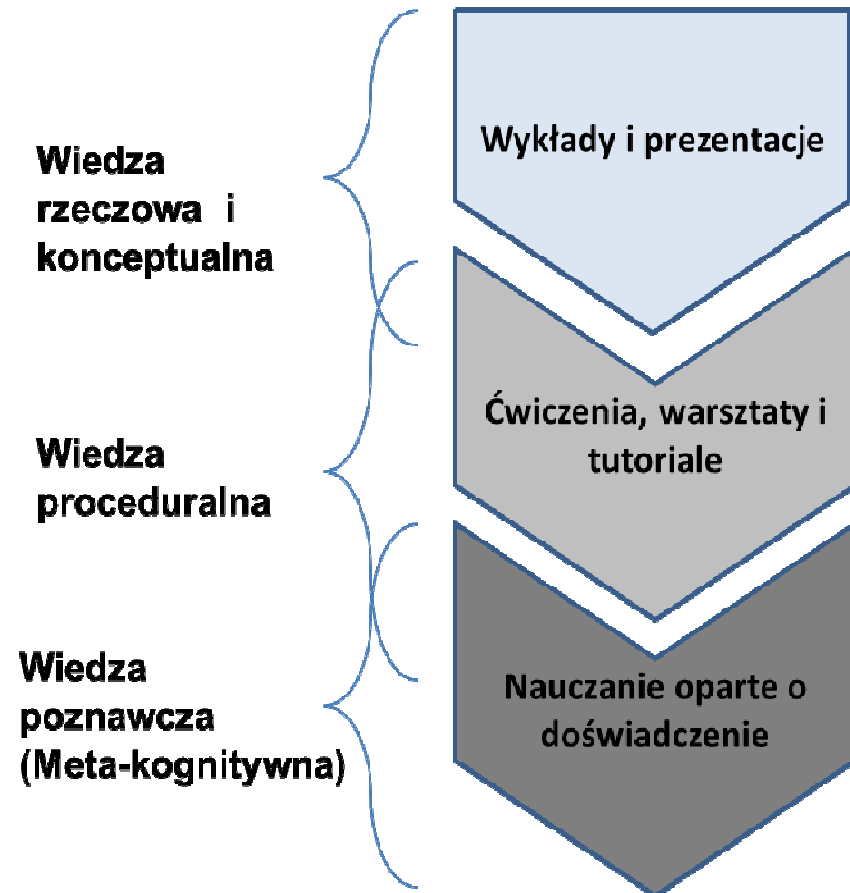 Wiedza
rzeczowa i
konceptualna
Wykłady i prezentacje
Wiedza
proceduralna
Ćwiczenia, warsztaty i
tutoriale
Wiedza
poznawcza
(Meta-kognitywna)
Nauczanie oparte o
doświadczenie